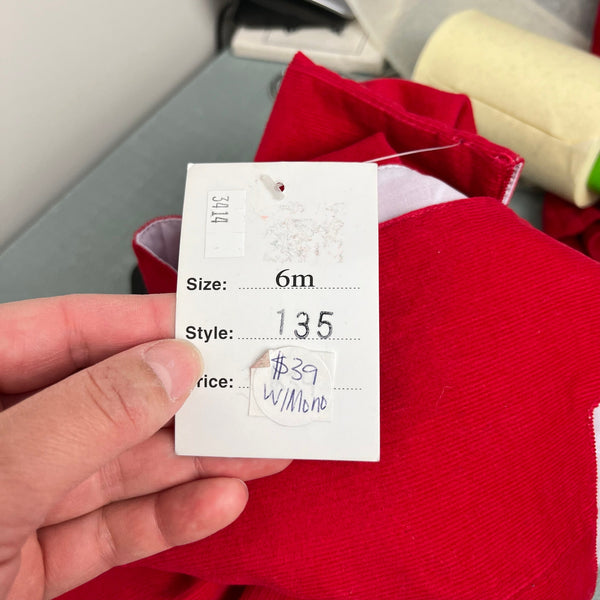 3414
Size: 6m
Style: 135
rice: $39
W/Mono